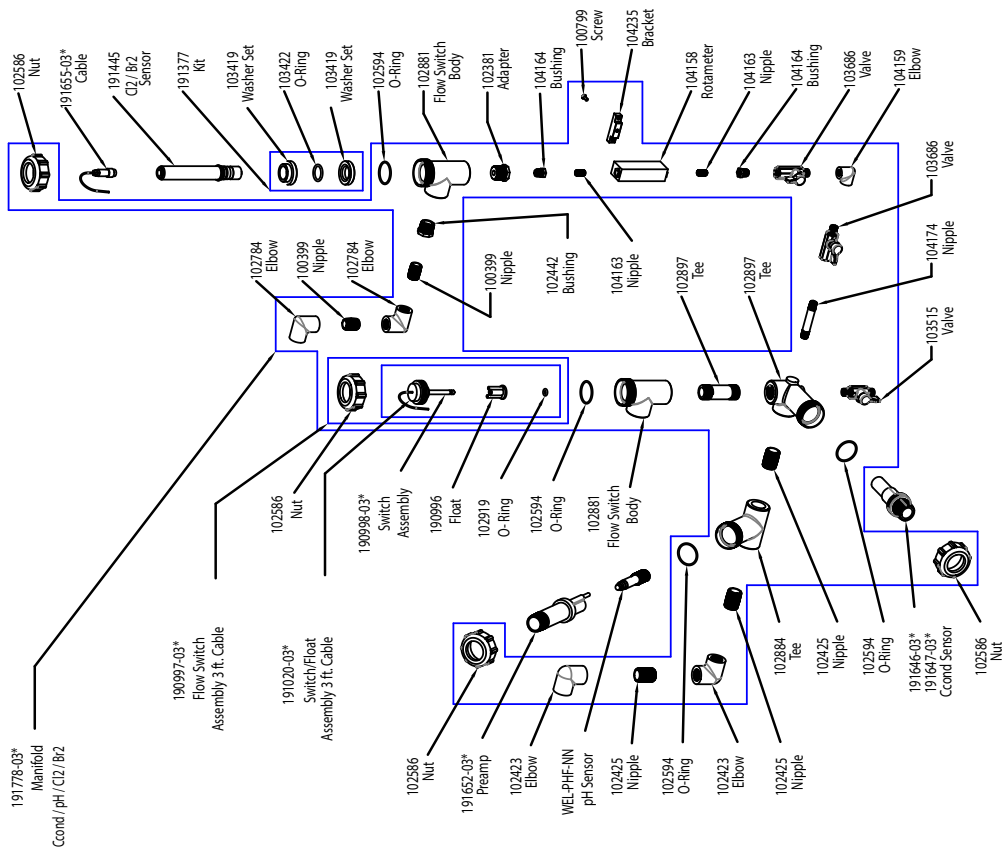 102586
Nut
191655-03*
Cable
191445
Cl2 / Br2
Sensor
191377
Kit
103419
Washer Set
103422
O-Ring
103419
Washer Set
102594
O-Ring
102881
Flow Switch
Body
102381
Adapter
104164
Bushing
100799
Screw
104235
Bracket
104158
Rotameter
104163
Nipple
104164
Bushing
103686
Valve
104159
Elbow
103686
Valve
104174
Nipple
103515
Valve
102784
Elbow
100399
Nipple
102784
Elbow
100399
Nipple
102442
Bushing
104163
Nipple
102897
Tee
102897
Tee
102586
Nut
190998-03*
Switch
Assembly
190996
Float
102919
O-Ring
102594
O-Ring
102881
Flow Switch
Body
191778-03*
Manifold
Ccond / pH / Cl2 / Br2
190997-03*
Flow Switch
Assembly 3 ft. Cable
191020-03*
Switch/Float
Assembly 3 ft. Cable
102586
Nut
191652-03*
Preamp
102423
Elbow
WEL-PHF-NN
pH Sensor
102425
Nipple
102594
O-Ring
102423
Elbow
102425
Nipple
102884
Tee
102425
Nipple
102594
O-Ring
191646-03*
191647-03*
Ccond Sensor
102586
Nut